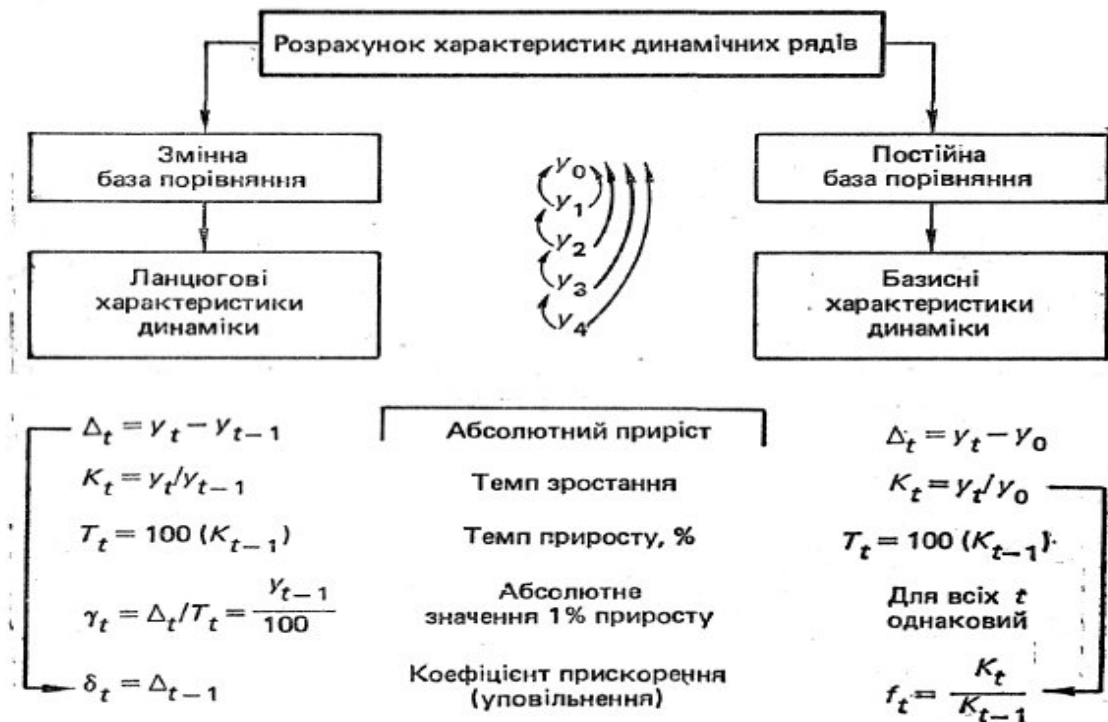 Розрахунок характеристик динамічних рядів
Змінна
база порівняння
Постійна
база порівняння
y₀
y₁
y₂
y₃
y₄
Ланцюгові
характеристики
динаміки
Базисні
характеристики
динаміки
Δₜ = yₜ − yₜ₋₁
Абсолютний приріст
Δₜ = yₜ − y₀
Kₜ = yₜ/yₜ₋₁
Темп зростання
Kₜ = yₜ/y₀
Tₜ = 100 (Kₜ₋₁)
Темп приросту, %
Tₜ = 100 (Kₜ₋₁)
γₜ = Δₜ/Tₜ = yₜ₋₁/100
Абсолютне
значення 1% приросту
Для всіх t
однаковий
δₜ = Δₜ₋₁
Коефіцієнт прискорення
(уповільнення)
fₜ = Kₜ/Kₜ₋₁